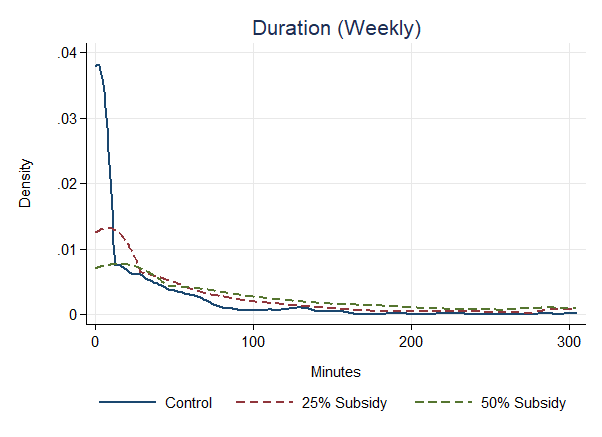 Duration (Weekly)
.04
.03
.02
.01
0
Density
0 100 200 300
Minutes
Control 25% Subsidy 50% Subsidy